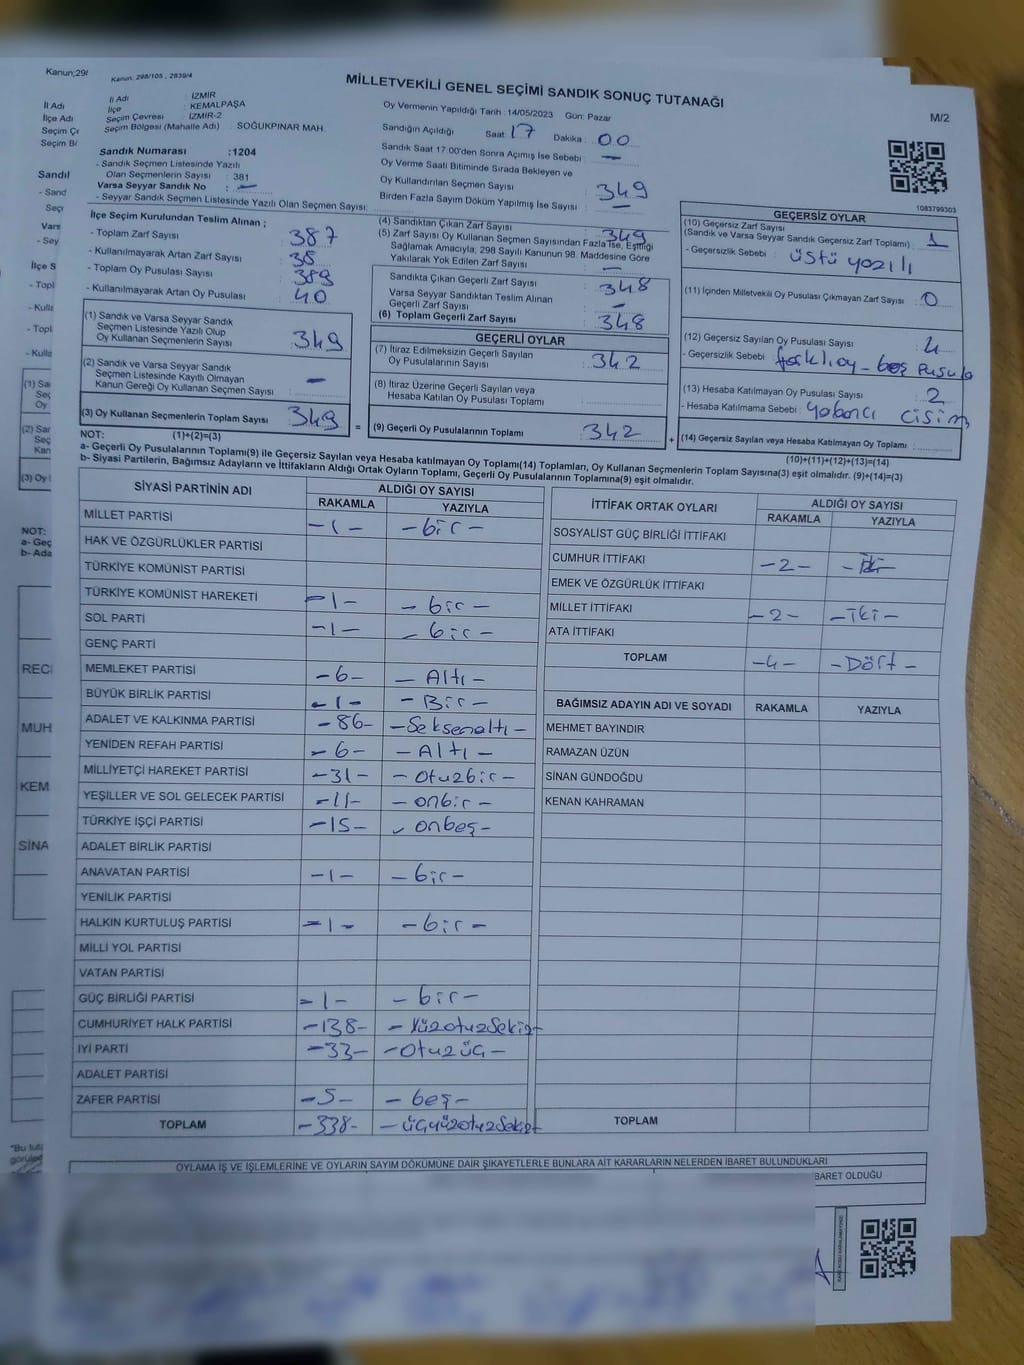 Kanun;29
Kanun: 298/105 , 2839/4
MİLLETVEKİLİ GENEL SEÇİMİ SANDIK SONUÇ TUTANAĞI
M/2
İl Adı : İZMİR
İlçe : KEMALPAŞA
Seçim Çevresi : İZMİR-2
Seçim Bölgesi (Mahalle Adı) : SOĞUKPINAR MAH.
Oy Vermenin Yapıldığı Tarih : 14/05/2023 Gün: Pazar
Sandığın Açıldığı Saat 17 Dakika : 00
Sandık Saat 17:00'den Sonra Açımış İse Sebebi : —
Oy Verme Saati Bitiminde Sırada Bekleyen ve
Oy Kullandırılan Seçmen Sayısı : 349
Birden Fazla Sayım Döküm Yapılmış İse Sayısı : —
Sandık Numarası :1204
- Sandık Seçmen Listesinde Yazılı
Olan Seçmenlerin Sayısı : 381
Varsa Seyyar Sandık No : —
- Seyyar Sandık Seçmen Listesinde Yazılı Olan Seçmen Sayısı:
1083799303
İlçe Seçim Kurulundan Teslim Alınan ;
- Toplam Zarf Sayısı : 387
- Kullanılmayarak Artan Zarf Sayısı : 38
- Toplam Oy Pusulası Sayısı : 389
- Kullanılmayarak Artan Oy Pusulası : 40
(1) Sandık ve Varsa Seyyar Sandık
Seçmen Listesinde Yazılı Olup
Oy Kullanan Seçmenlerin Sayısı : 349
(2) Sandık ve Varsa Seyyar Sandık
Seçmen Listesinde Kayıtlı Olmayan
Kanun Gereği Oy Kullanan Seçmen Sayısı : —
(3) Oy Kullanan Seçmenlerin Toplam Sayısı : 349
(1)+(2)=(3)
(4) Sandıktan Çıkan Zarf Sayısı : 349
(5) Zarf Sayısı Oy Kullanan Seçmen Sayısından Fazla İse, Eşitliği
Sağlamak Amacıyla; 298 Sayılı Kanunun 98. Maddesine Göre
Yakılarak Yok Edilen Zarf Sayısı : —
Sandıkta Çıkan Geçerli Zarf Sayısı : 348
Varsa Seyyar Sandıktan Teslim Alınan
Geçerli Zarf Sayısı : —
(6) Toplam Geçerli Zarf Sayısı : 348
GEÇERLİ OYLAR
(7) İtiraz Edilmeksizin Geçerli Sayılan
Oy Pusulalarının Sayısı : 342
(8) İtiraz Üzerine Geçerli Sayılan veya
Hesaba Katılan Oy Pusulası Toplamı :
= (9) Geçerli Oy Pusulalarının Toplamı : 342
GEÇERSİZ OYLAR
(10) Geçersiz Zarf Sayısı
(Sandık ve Varsa Seyyar Sandık Geçersiz Zarf Toplamı) : 1
- Geçersizlik Sebebi : üstü yazılı
(11) İçinden Milletvekili Oy Pusulası Çıkmayan Zarf Sayısı : 0
(12) Geçersiz Sayılan Oy Pusulası Sayısı : 4
- Geçersizlik Sebebi : farklı oy - boş Pusula
(13) Hesaba Katılmayan Oy Pusulası Sayısı : 2
- Hesaba Katılmama Sebebi : yabancı cisim
+ (14) Geçersiz Sayılan veya Hesaba Katılmayan Oy Toplamı :
(10)+(11)+(12)+(13)=(14)
NOT:
a- Geçerli Oy Pusulalarının Toplamı(9) ile Geçersiz Sayılan veya Hesaba katılmayan Oy Toplamı(14) Toplamları, Oy Kullanan Seçmenlerin Toplam Sayısına(3) eşit olmalıdır. (9)+(14)=(3)
b- Siyasi Partilerin, Bağımsız Adayların ve İttifakların Aldığı Ortak Oyların Toplamı, Geçerli Oy Pusulalarının Toplamına(9) eşit olmalıdır.
SİYASİ PARTİNİN ADI ALDIĞI OY SAYISI
RAKAMLA YAZIYLA
MİLLET PARTİSİ -1- -bir-
HAK VE ÖZGÜRLÜKLER PARTİSİ
TÜRKİYE KOMÜNİST PARTİSİ
TÜRKİYE KOMÜNİST HAREKETİ -1- -bir-
SOL PARTİ -1- -bir-
GENÇ PARTİ
MEMLEKET PARTİSİ -6- -Altı-
BÜYÜK BİRLİK PARTİSİ -1- -Bir-
ADALET VE KALKINMA PARTİSİ -86- -Seksenaltı-
YENİDEN REFAH PARTİSİ -6- -Altı-
MİLLİYETÇİ HAREKET PARTİSİ -31- -Otuzbir-
YEŞİLLER VE SOL GELECEK PARTİSİ -11- -onbir-
TÜRKİYE İŞÇİ PARTİSİ -15- -onbeş-
ADALET BİRLİK PARTİSİ
ANAVATAN PARTİSİ -1- -bir-
YENİLİK PARTİSİ
HALKIN KURTULUŞ PARTİSİ -1- -bir-
MİLLİ YOL PARTİSİ
VATAN PARTİSİ
GÜÇ BİRLİĞİ PARTİSİ -1- -bir-
CUMHURİYET HALK PARTİSİ -138- -Yüzotuzsekiz-
İYİ PARTİ -33- -Otuzüç-
ADALET PARTİSİ
ZAFER PARTİSİ -5- -beş-
TOPLAM -338- -üçyüzotuzsekiz-
İTTİFAK ORTAK OYLARI ALDIĞI OY SAYISI
RAKAMLA YAZIYLA
SOSYALİST GÜÇ BİRLİĞİ İTTİFAKI
CUMHUR İTTİFAKI -2- -İki-
EMEK VE ÖZGÜRLÜK İTTİFAKI
MİLLET İTTİFAKI -2- -iki-
ATA İTTİFAKI
TOPLAM -4- -Dört-
BAĞIMSIZ ADAYIN ADI VE SOYADI RAKAMLA YAZIYLA
MEHMET BAYINDIR
RAMAZAN ÜZÜN
SİNAN GÜNDOĞDU
KENAN KAHRAMAN
TOPLAM
OYLAMA İŞ VE İŞLEMLERİNE VE OYLARIN SAYIM DÖKÜMÜNE DAİR ŞİKAYETLERLE BUNLARA AİT KARARLARIN NELERDEN İBARET BULUNDUKLARI
BARET OLDUĞU